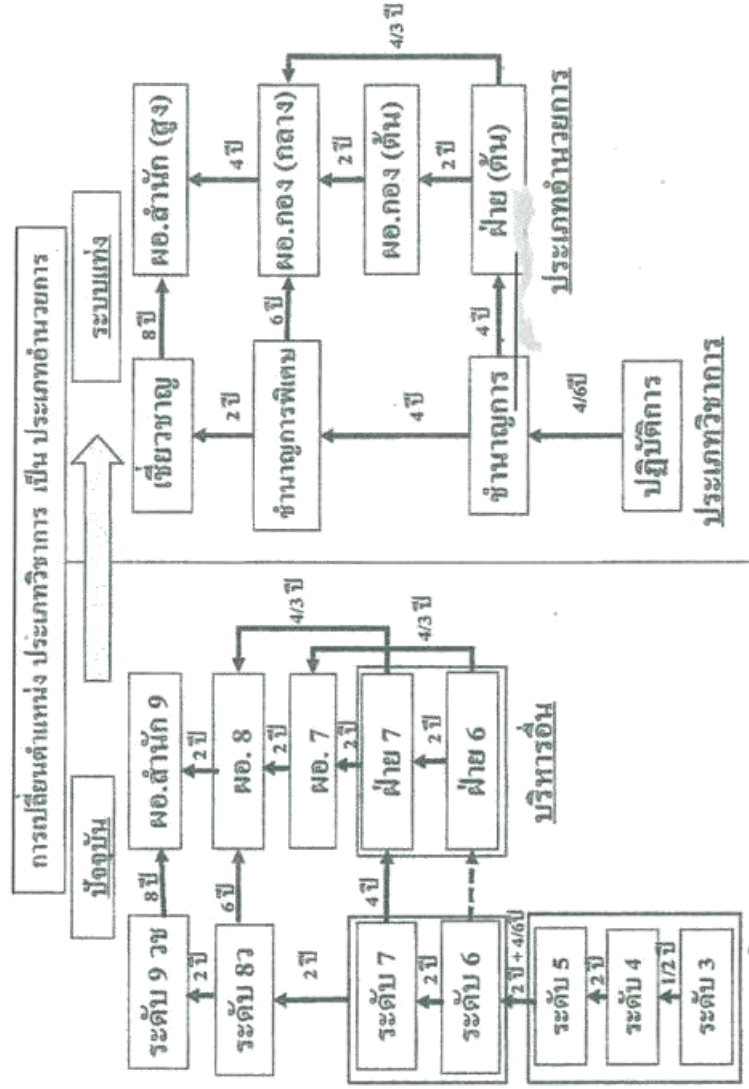 การเปลี่ยนตำแหน่ง ประเภทวิชาการ เป็น ประเภทอำนวยการ
ปัจจุบัน
ระดับ 9 วช
8 ปี
ผอ.สำนัก 9
2 ปี
2 ปี
ระดับ 8ว
6 ปี
ผอ. 8
2 ปี
2 ปี
ผอ. 7
2 ปี
4/3 ปี
4/3 ปี
ระดับ 7
4 ปี
ฝ่าย 7
2 ปี
2 ปี
ระดับ 6
ฝ่าย 6
2 ปี + 4/6ปี
บริหารอื่น
ระดับ 5
2 ปี
ระดับ 4
1/2 ปี
ระดับ 3
ระบบแท่ง
เชี่ยวชาญ
8 ปี
ผอ.สำนัก (สูง)
2 ปี
4 ปี
ชำนาญการพิเศษ
6 ปี
ผอ.กอง (กลาง)
4 ปี
2 ปี
ผอ.กอง (ต้น)
2 ปี
4/3 ปี
ชำนาญการ
4 ปี
ฝ่าย (ต้น)
4/6ปี
ประเภทอำนวยการ
ปฏิบัติการ
ประเภทวิชาการ